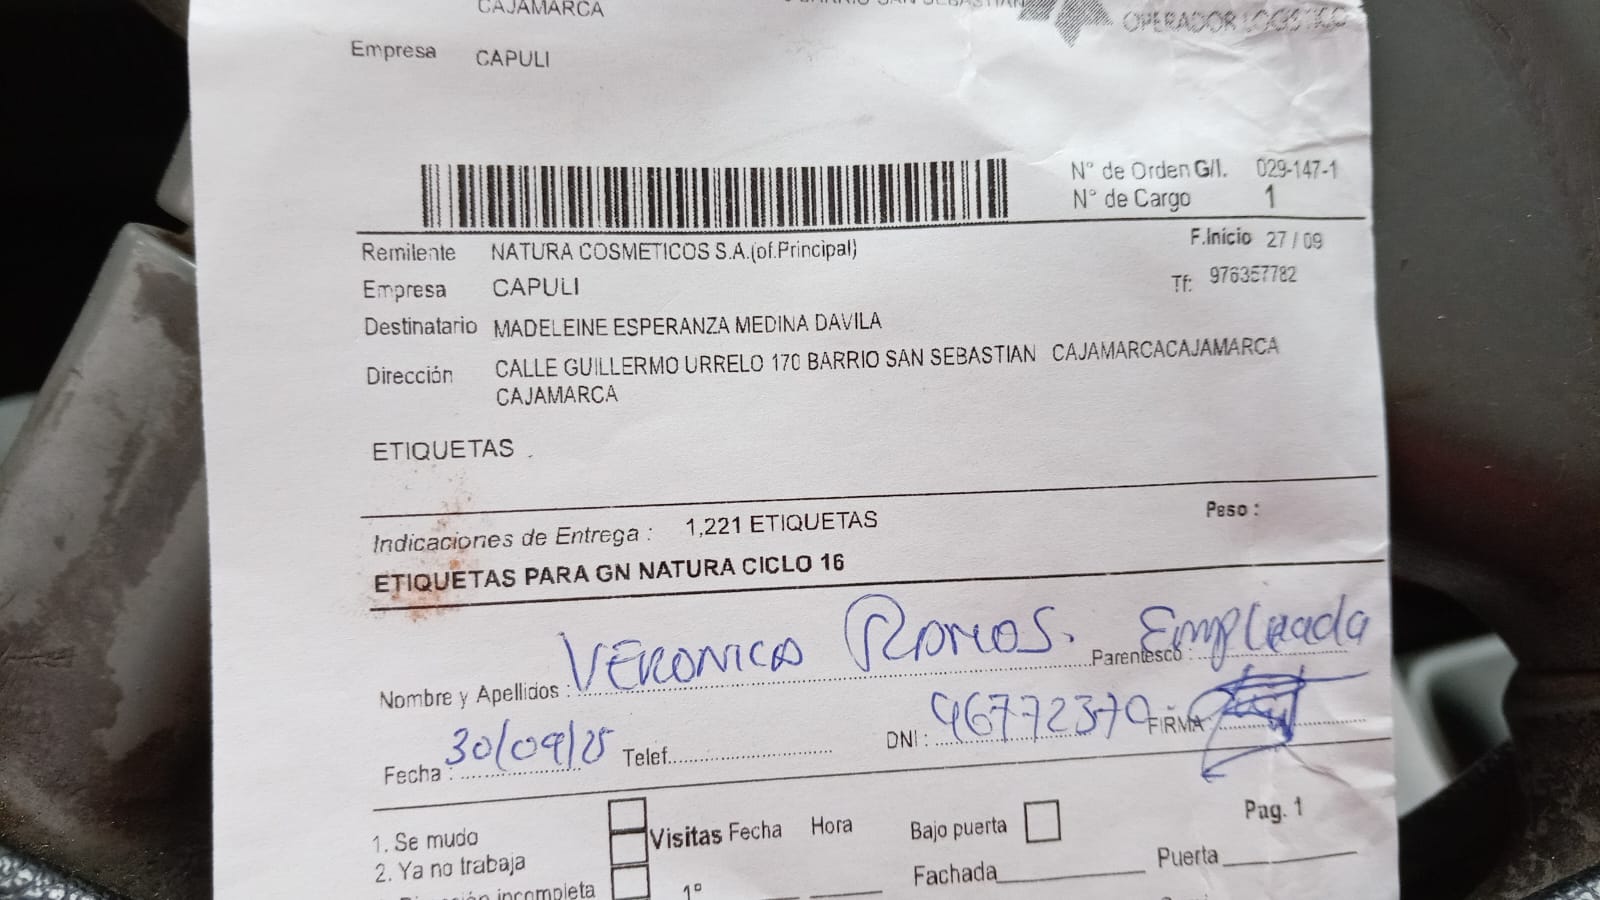 CAJAMARCA
OPERADOR LOGISTICO
Empresa CAPULI
N° de Orden G/I. 029-147-1
N° de Cargo 1
Remitente NATURA COSMETICOS S.A.(of.Principal) F.Inicio 27 / 09
Empresa CAPULI Tf: 976357782
Destinatario MADELEINE ESPERANZA MEDINA DAVILA
Dirección CALLE GUILLERMO URRELO 170 BARRIO SAN SEBASTIAN CAJAMARCACAJAMARCA
CAJAMARCA
ETIQUETAS .
Indicaciones de Entrega : 1,221 ETIQUETAS Peso :
ETIQUETAS PARA GN NATURA CICLO 16
Nombre y Apellidos : VERONICA RAMOS. Parentesco : Empleada
Fecha : 30/09/25 Telef. DNI : 46772370 FIRMA
1. Se mudo Visitas Fecha Hora Bajo puerta Pag. 1
2. Ya no trabaja Fachada Puerta
incompleta 1°